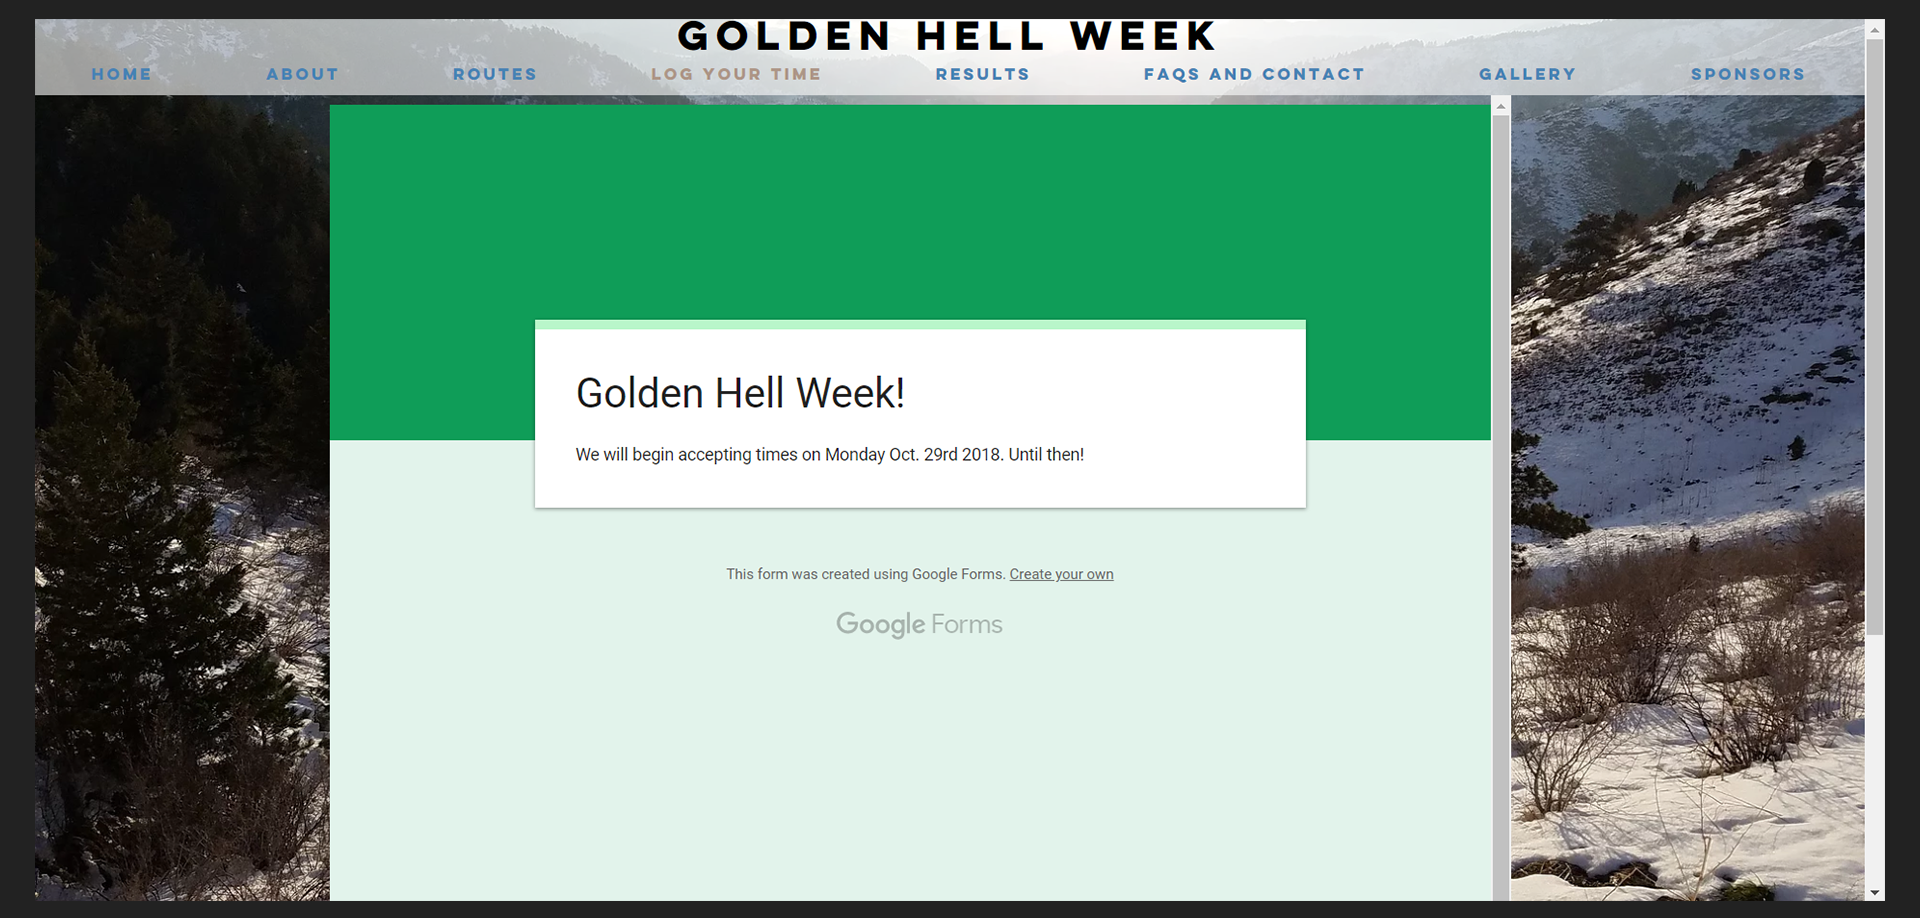 GOLDEN HELL WEEK
HOME ABOUT ROUTES LOG YOUR TIME RESULTS FAQS AND CONTACT GALLERY SPONSORS
Golden Hell Week!
We will begin accepting times on Monday Oct. 29rd 2018. Until then!
This form was created using Google Forms. Create your own
Google Forms